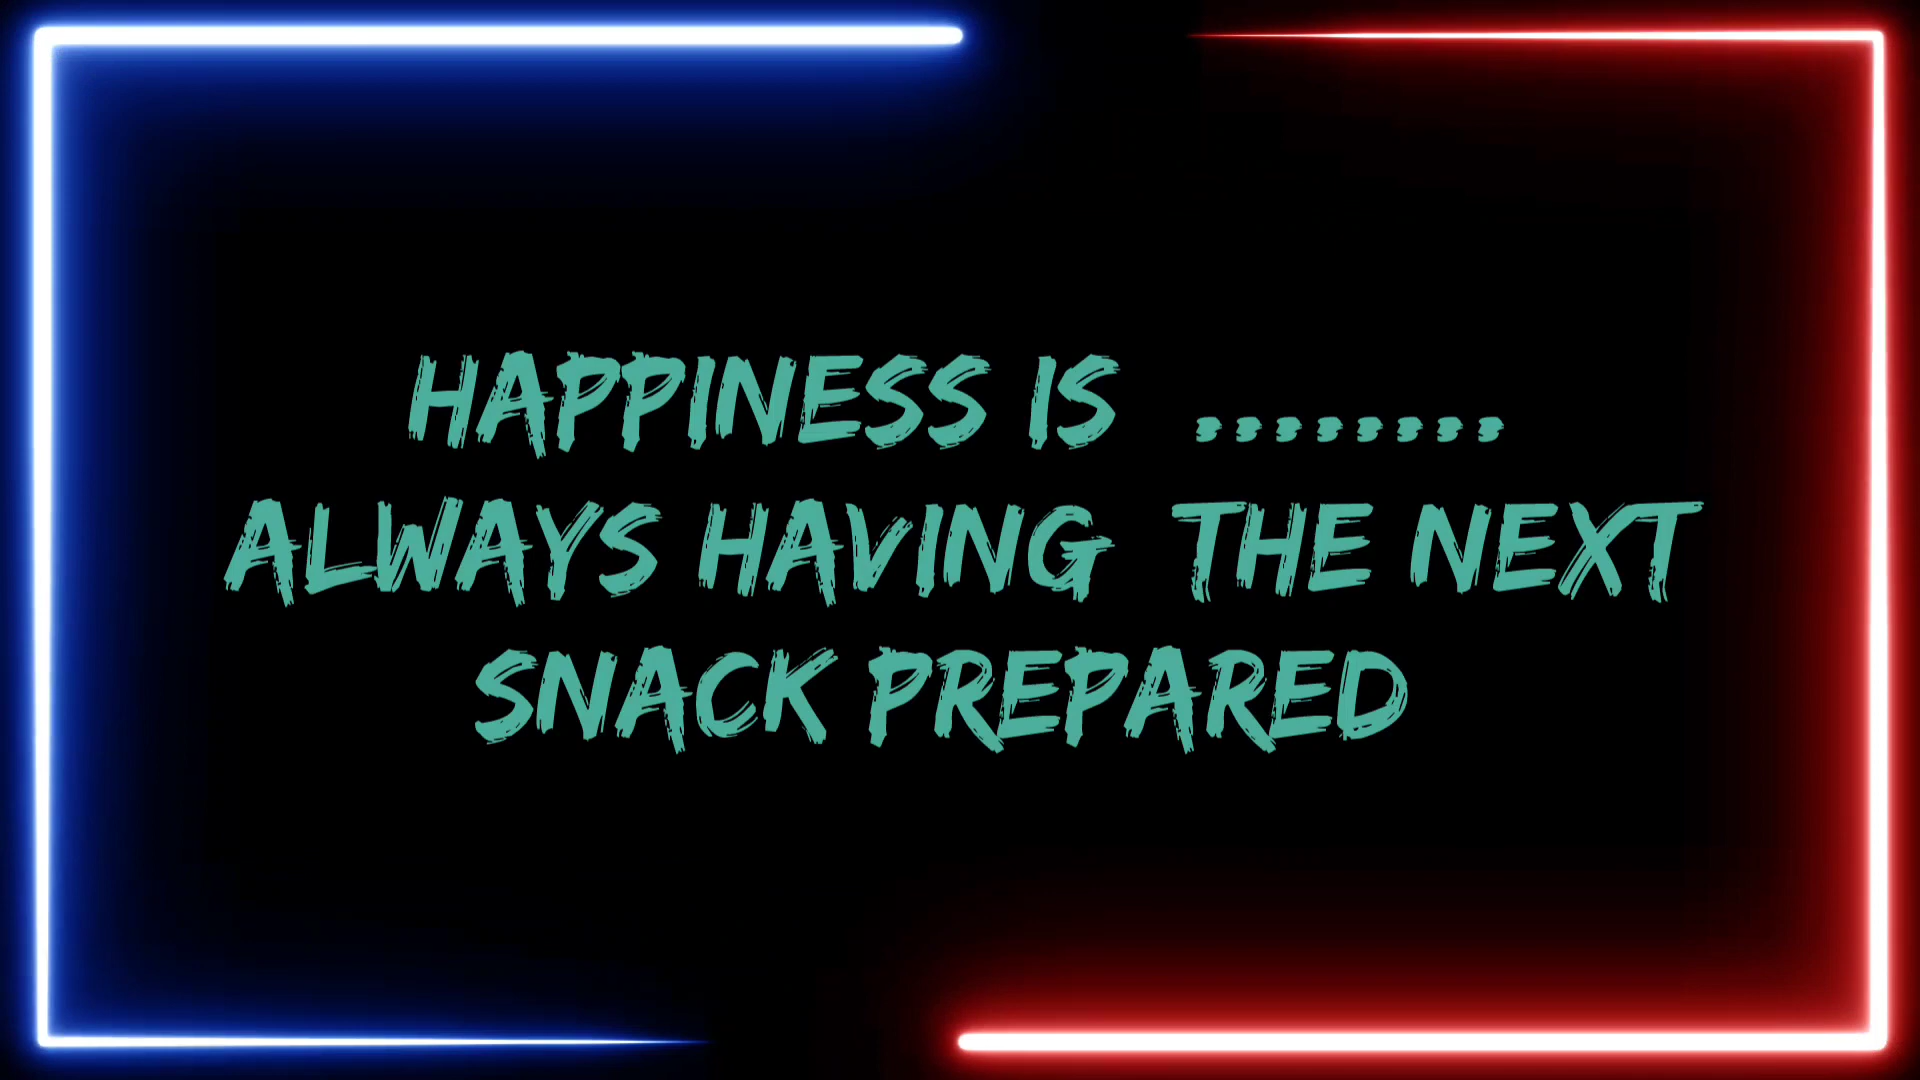 HAPPINESS IS ........
ALWAYS HAVING THE NEXT
SNACK PREPARED